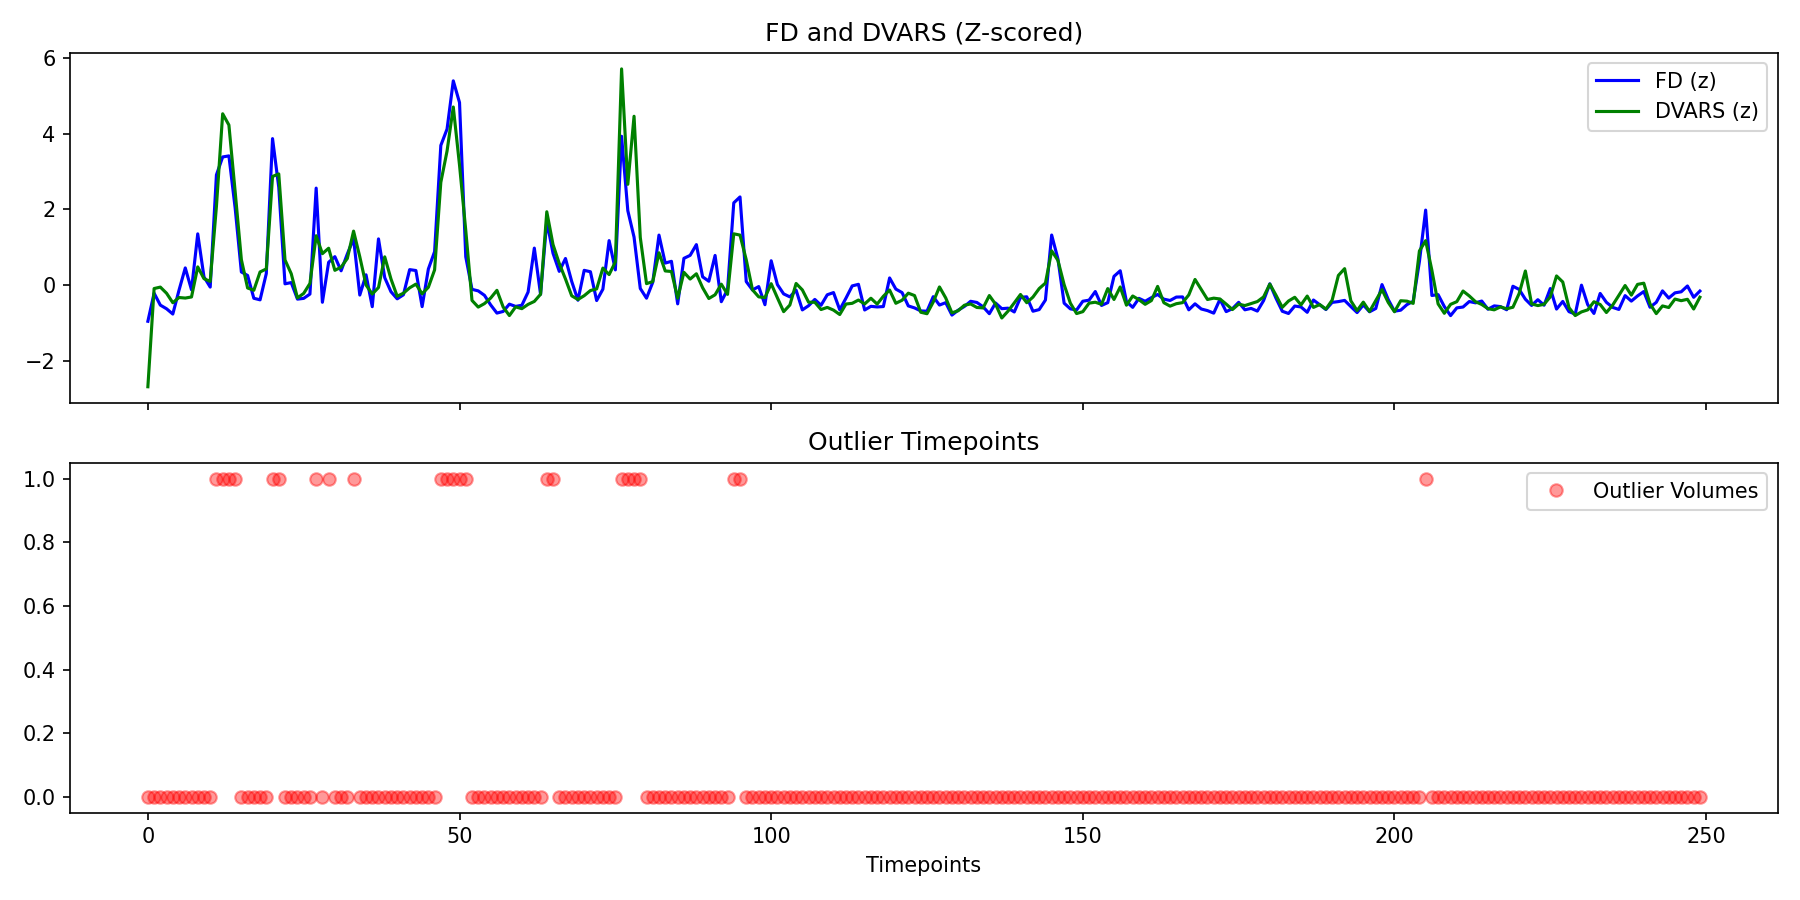 FD and DVARS (Z-scored)
6
4
2
0
−2
FD (z)
DVARS (z)
Outlier Timepoints
1.0
0.8
0.6
0.4
0.2
0.0
Outlier Volumes
0 50 100 150 200 250
Timepoints